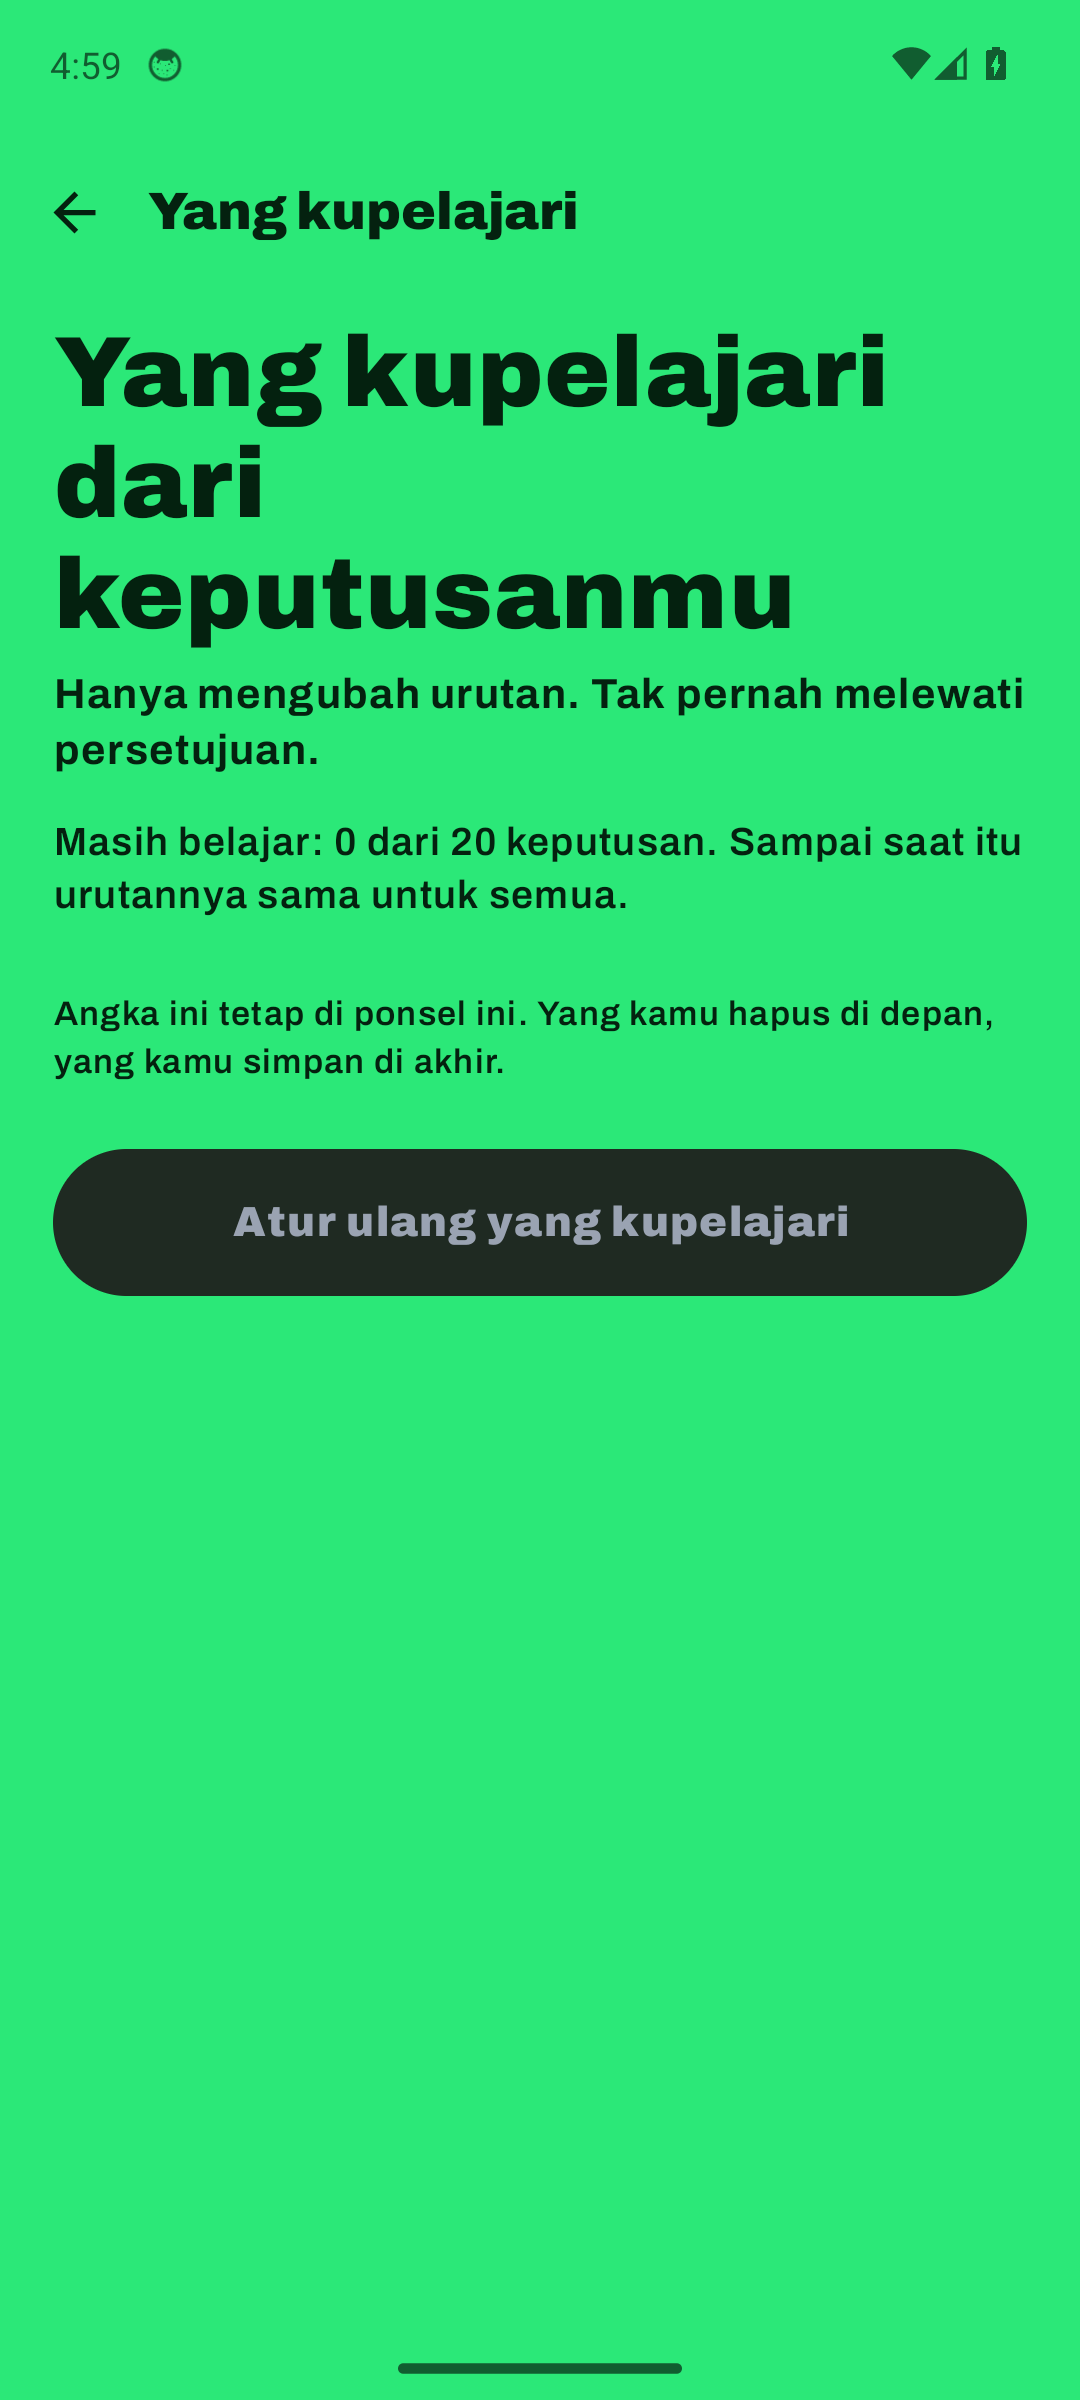 4:59
Yang kupelajari
Yang kupelajari
dari
keputusanmu
Hanya mengubah urutan. Tak pernah melewati
persetujuan.
Masih belajar: 0 dari 20 keputusan. Sampai saat itu
urutannya sama untuk semua.
Angka ini tetap di ponsel ini. Yang kamu hapus di depan,
yang kamu simpan di akhir.
Atur ulang yang kupelajari